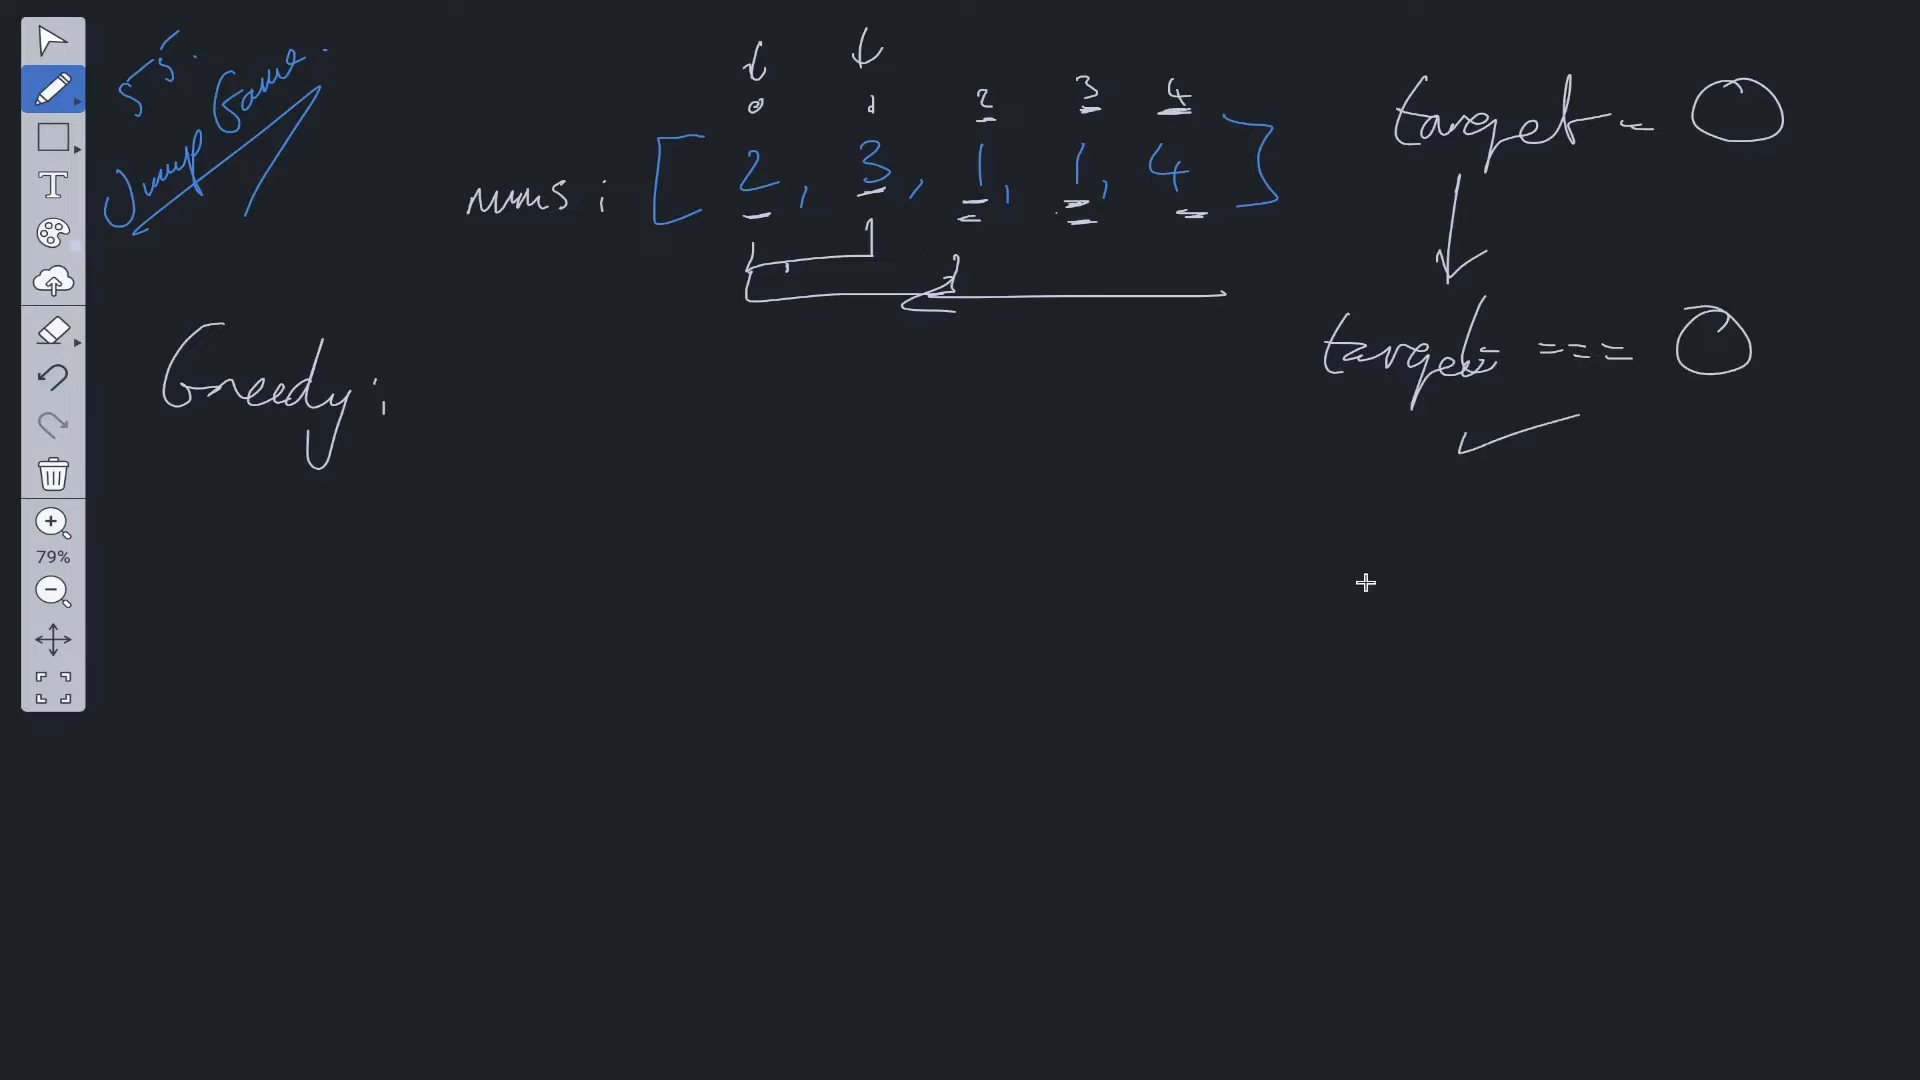 55.
Jump Game.
0 1 2 3 4
nums : [ 2 , 3 , 1 , 1 , 4 ]
target = 0
target === 0
Greedy :
79%